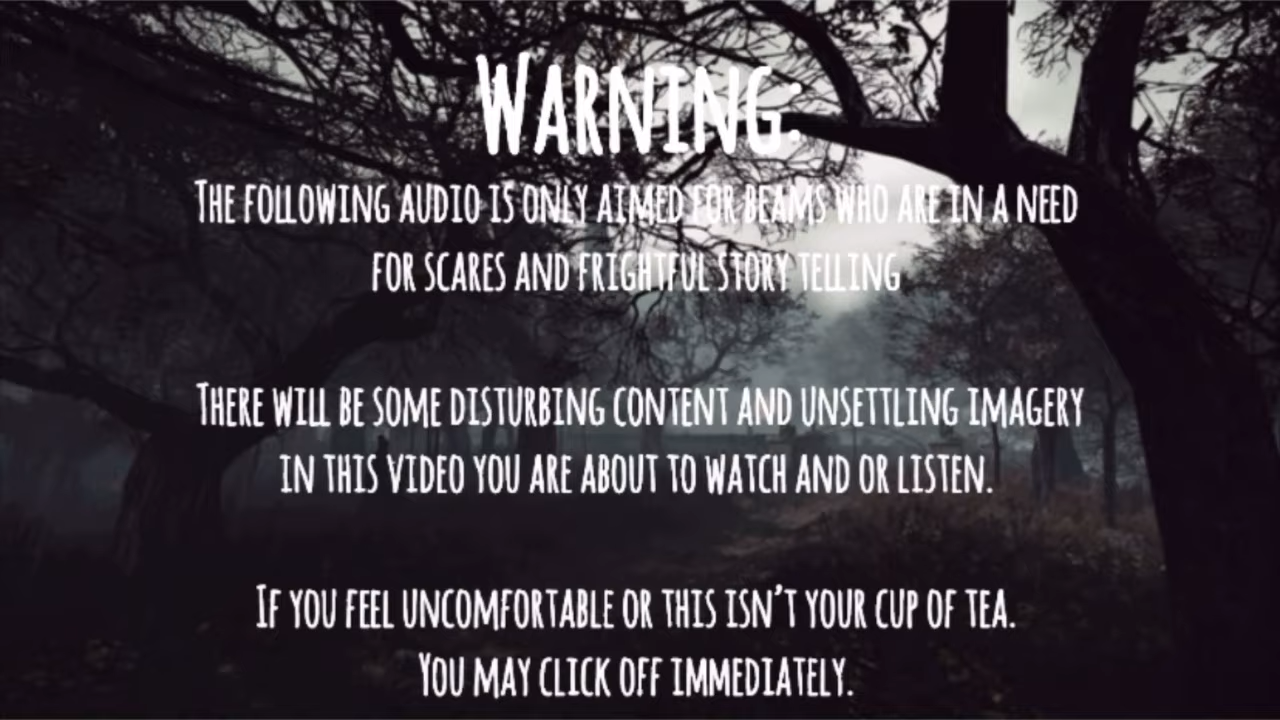 Warning:
The following audio is only aimed for beams who are in a need
for scares and frightful story telling
There will be some disturbing content and unsettling imagery
in this video you are about to watch and or listen.
If you feel uncomfortable or this isn't your cup of tea.
You may click off immediately.